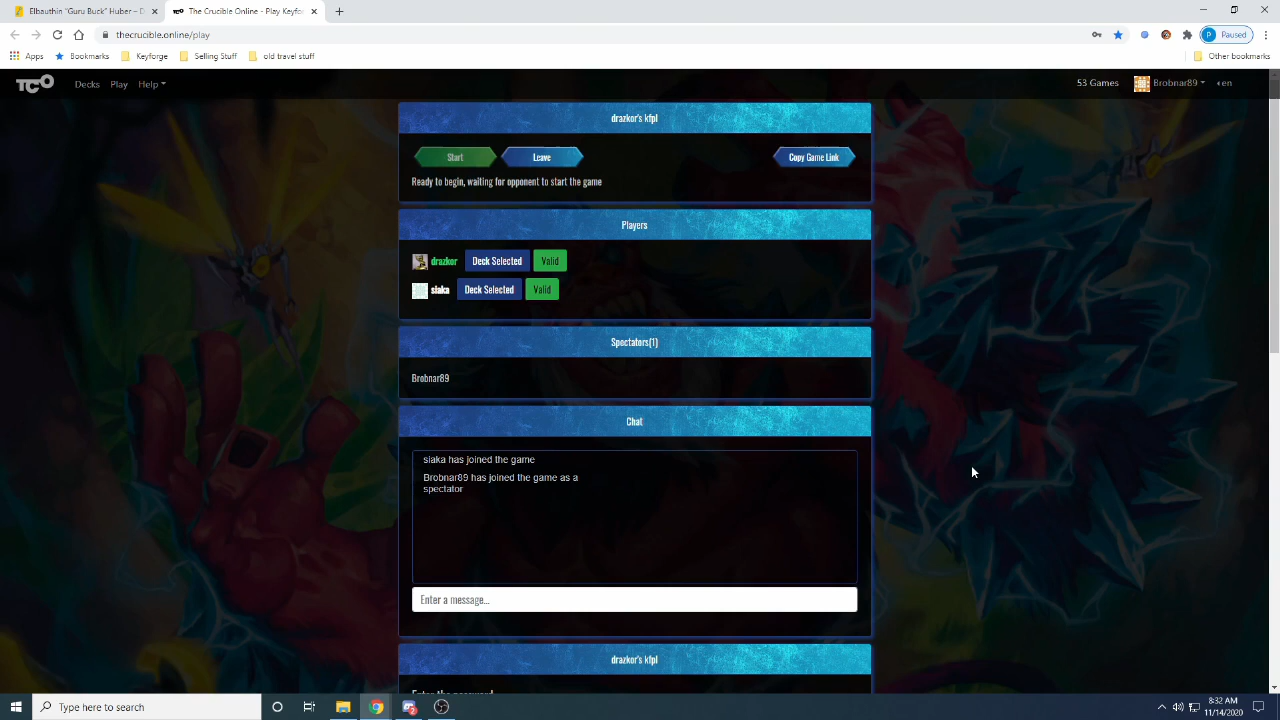 Elbauthin "Guru Buck" Huber – D
The Crucible Online - Play Keyfor
thecrucible.online/play
P Paused
Apps Bookmarks Keyforge Selling Stuff old travel stuff Other bookmarks
TCO Decks Play Help 53 Games Brobnar89 en
drazkor's kfpl
Start Leave Copy Game Link
Ready to begin, waiting for opponent to start the game
Players
drazkor Deck Selected Valid
siaka Deck Selected Valid
Spectators(1)
Brobnar89
Chat
siaka has joined the game
Brobnar89 has joined the game as a
spectator
Enter a message...
drazkor's kfpl
Enter the password
Type here to search
2
8:32 AM
11/14/2020